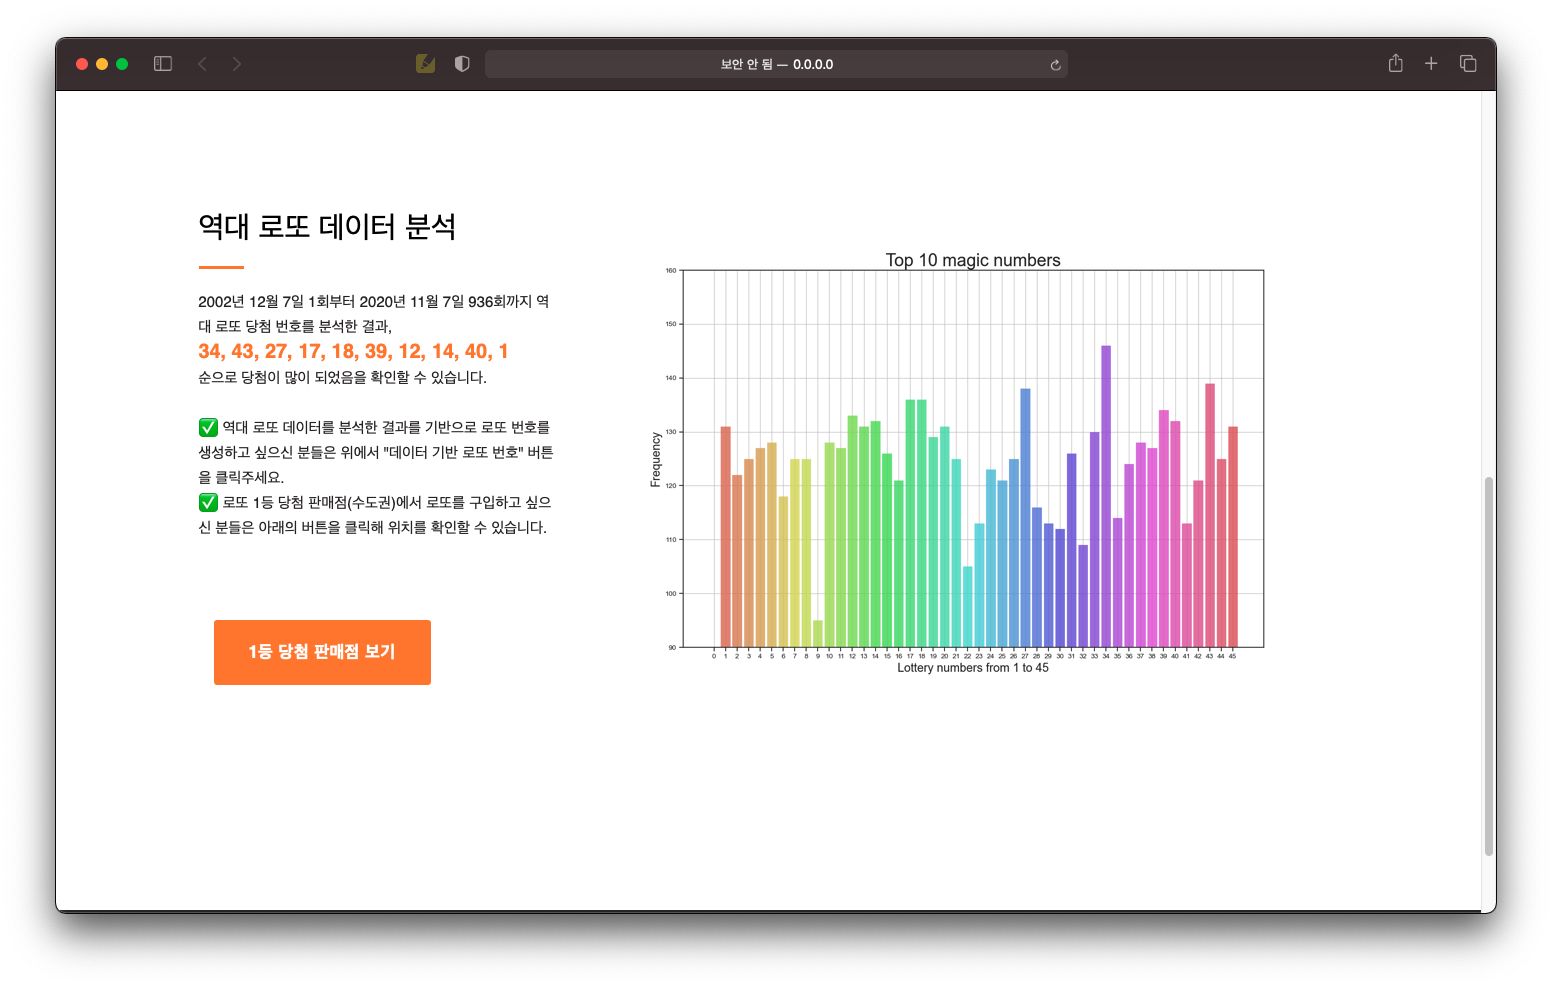 보안 안 됨 — 0.0.0.0
역대 로또 데이터 분석
2002년 12월 7일 1회부터 2020년 11월 7일 936회까지 역
대 로또 당첨 번호를 분석한 결과,
34, 43, 27, 17, 18, 39, 12, 14, 40, 1
순으로 당첨이 많이 되었음을 확인할 수 있습니다.
✅ 역대 로또 데이터를 분석한 결과를 기반으로 로또 번호를
생성하고 싶으신 분들은 위에서 "데이터 기반 로또 번호" 버튼
을 클릭주세요.
✅ 로또 1등 당첨 판매점(수도권)에서 로또를 구입하고 싶으
신 분들은 아래의 버튼을 클릭해 위치를 확인할 수 있습니다.
1등 당첨 판매점 보기
Top 10 magic numbers
160
150
140
130
120
110
100
90
Frequency
0 1 2 3 4 5 6 7 8 9 10 11 12 13 14 15 16 17 18 19 20 21 22 23 24 25 26 27 28 29 30 31 32 33 34 35 36 37 38 39 40 41 42 43 44 45
Lottery numbers from 1 to 45